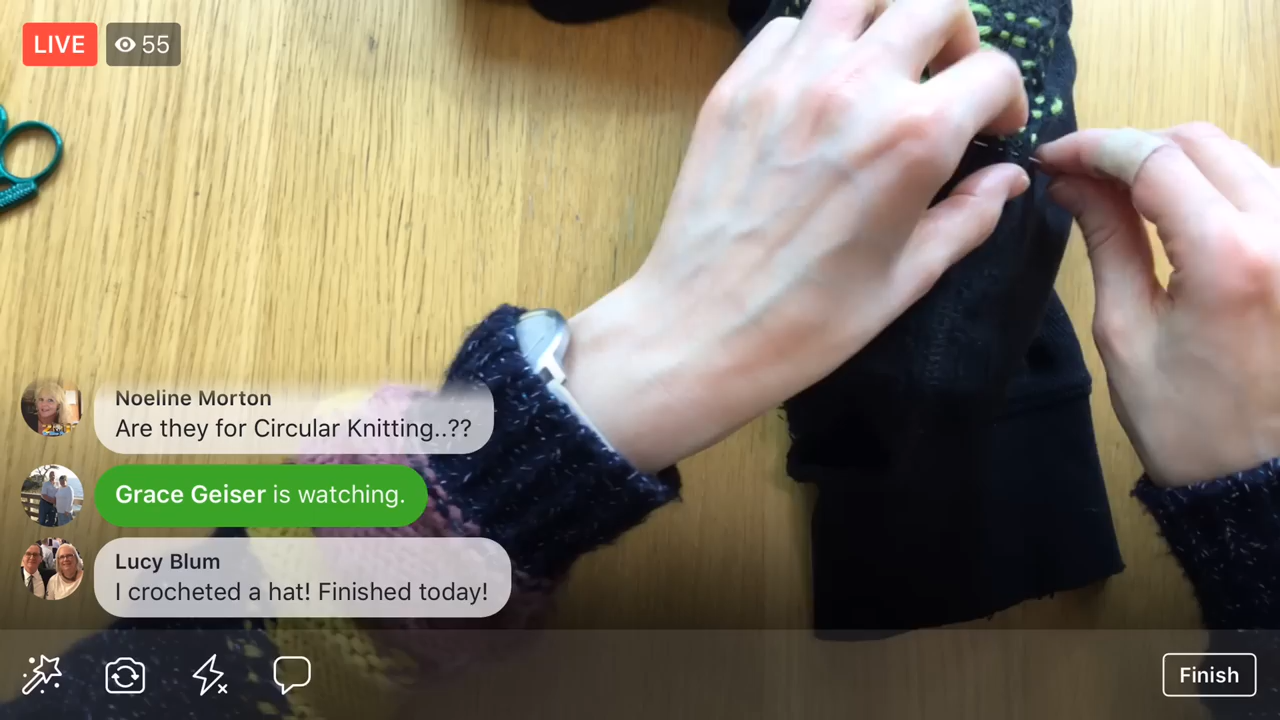 LIVE 55
Noeline Morton
Are they for Circular Knitting..??
Grace Geiser is watching.
Lucy Blum
I crocheted a hat! Finished today!
Finish